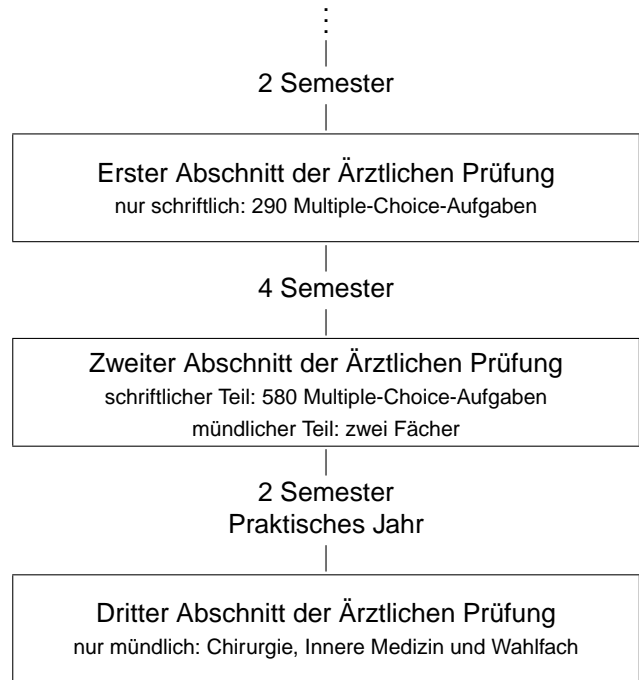 2 Semester
Erster Abschnitt der Ärztlichen Prüfung
nur schriftlich: 290 Multiple-Choice-Aufgaben
4 Semester
Zweiter Abschnitt der Ärztlichen Prüfung
schriftlicher Teil: 580 Multiple-Choice-Aufgaben
mündlicher Teil: zwei Fächer
2 Semester
Praktisches Jahr
Dritter Abschnitt der Ärztlichen Prüfung
nur mündlich: Chirurgie, Innere Medizin und Wahlfach